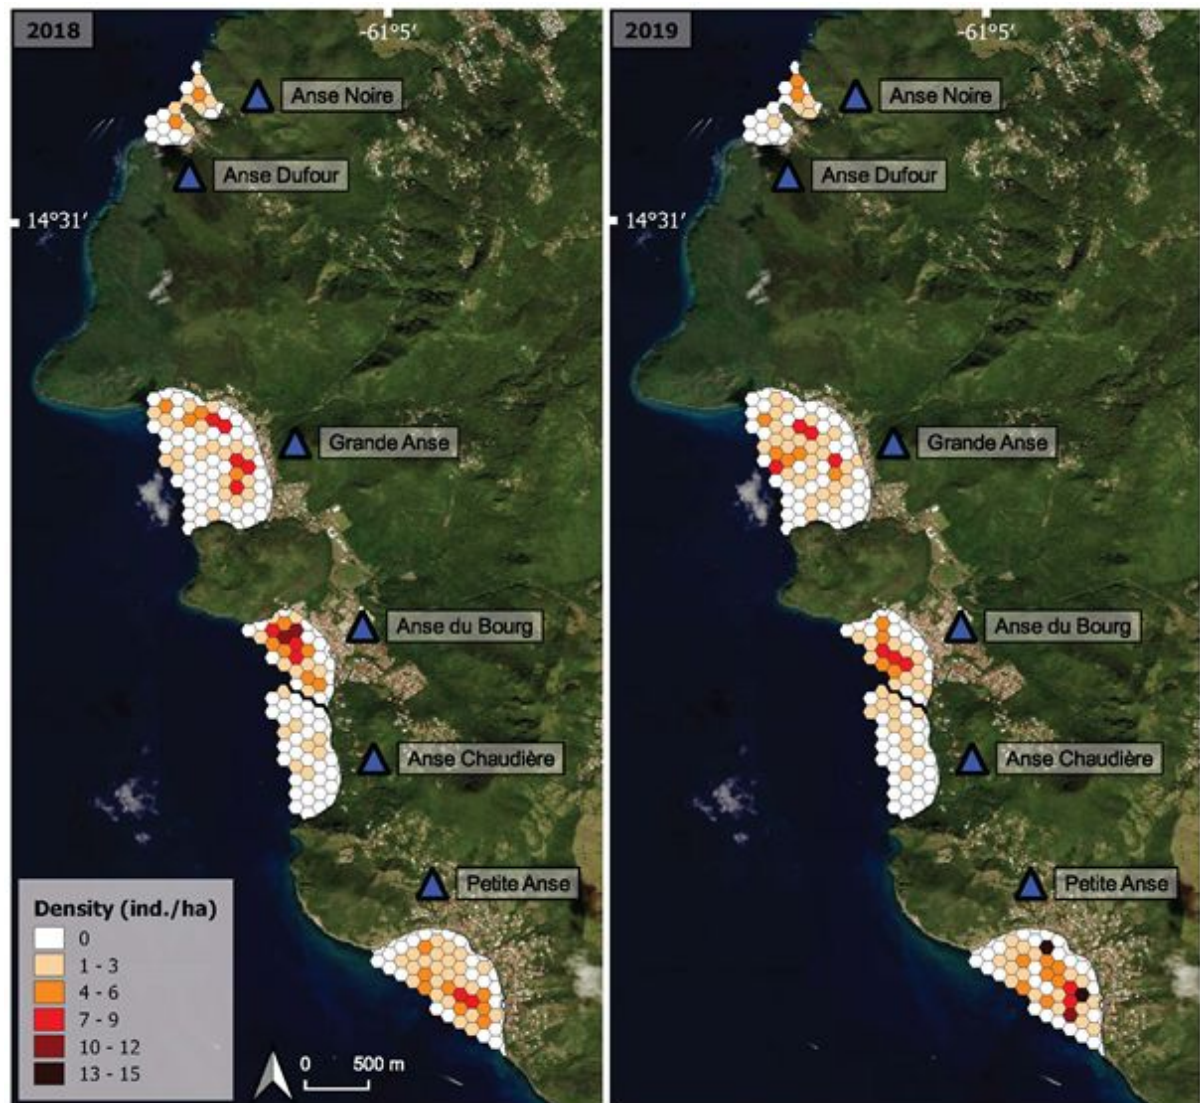 2018
-61°5′
Anse Noire
Anse Dufour
14°31′
Grande Anse
Anse du Bourg
Anse Chaudière
Petite Anse
Density (ind./ha)
0
1 - 3
4 - 6
7 - 9
10 - 12
13 - 15
0 500 m
2019
-61°5′
Anse Noire
Anse Dufour
14°31′
Grande Anse
Anse du Bourg
Anse Chaudière
Petite Anse